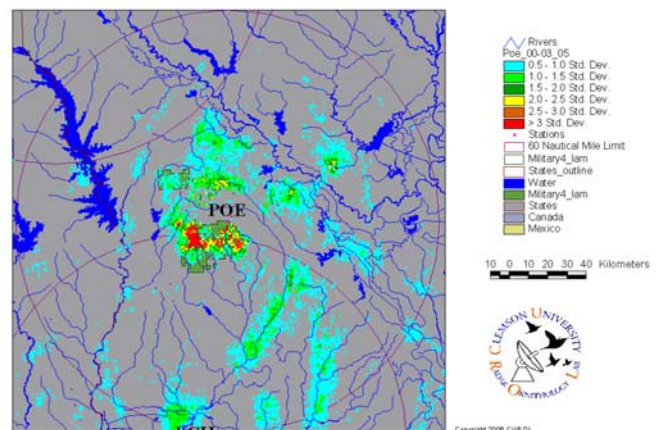 Rivers
Poe_00-03_05
0.5 - 1.0 Std. Dev.
1.0 - 1.5 Std. Dev.
1.5 - 2.0 Std. Dev.
2.0 - 2.5 Std. Dev.
2.5 - 3.0 Std. Dev.
> 3 Std. Dev.
Stations
60 Nautical Mile Limit
Military4_lam
States_outline
Water
Military4_lam
States
Canada
Mexico
POE
10 0 10 20 30 40 Kilometers
CLEMSON UNIVERSITY
RADAR ORNITHOLOGY LAB
Copyright 2006